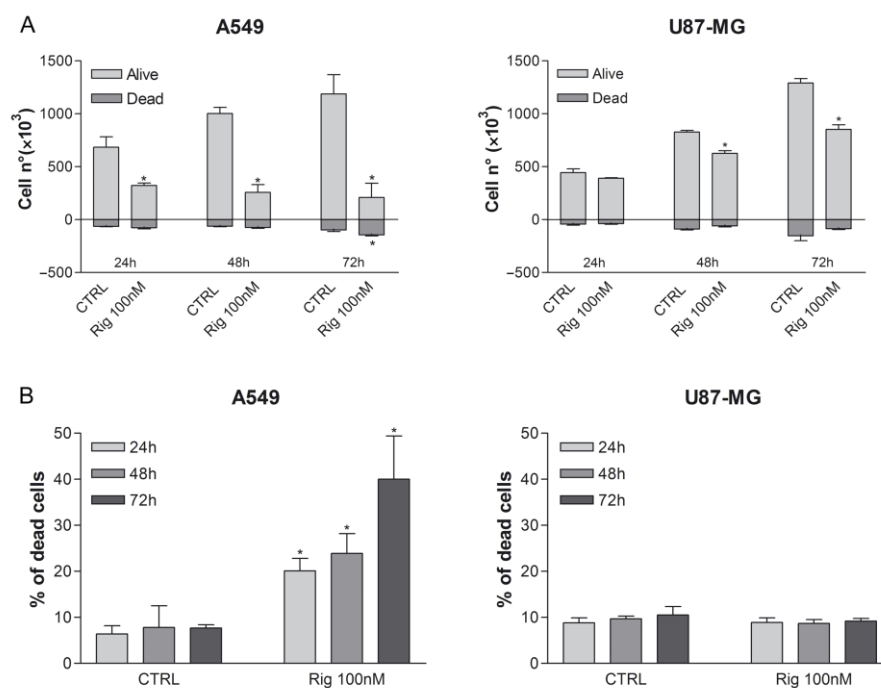 A
A549
U87-MG
Cell n° (×10³)
1500
1000
500
0
−500
Alive
Dead
*
*
*
*
24h
48h
72h
CTRL
Rig 100nM
CTRL
Rig 100nM
CTRL
Rig 100nM
Cell n° (×10³)
1500
1000
500
0
−500
Alive
Dead
*
*
24h
48h
72h
CTRL
Rig 100nM
CTRL
Rig 100nM
CTRL
Rig 100nM
B
A549
U87-MG
% of dead cells
50
40
30
20
10
0
24h
48h
72h
*
*
*
CTRL
Rig 100nM
% of dead cells
50
40
30
20
10
0
24h
48h
72h
CTRL
Rig 100nM